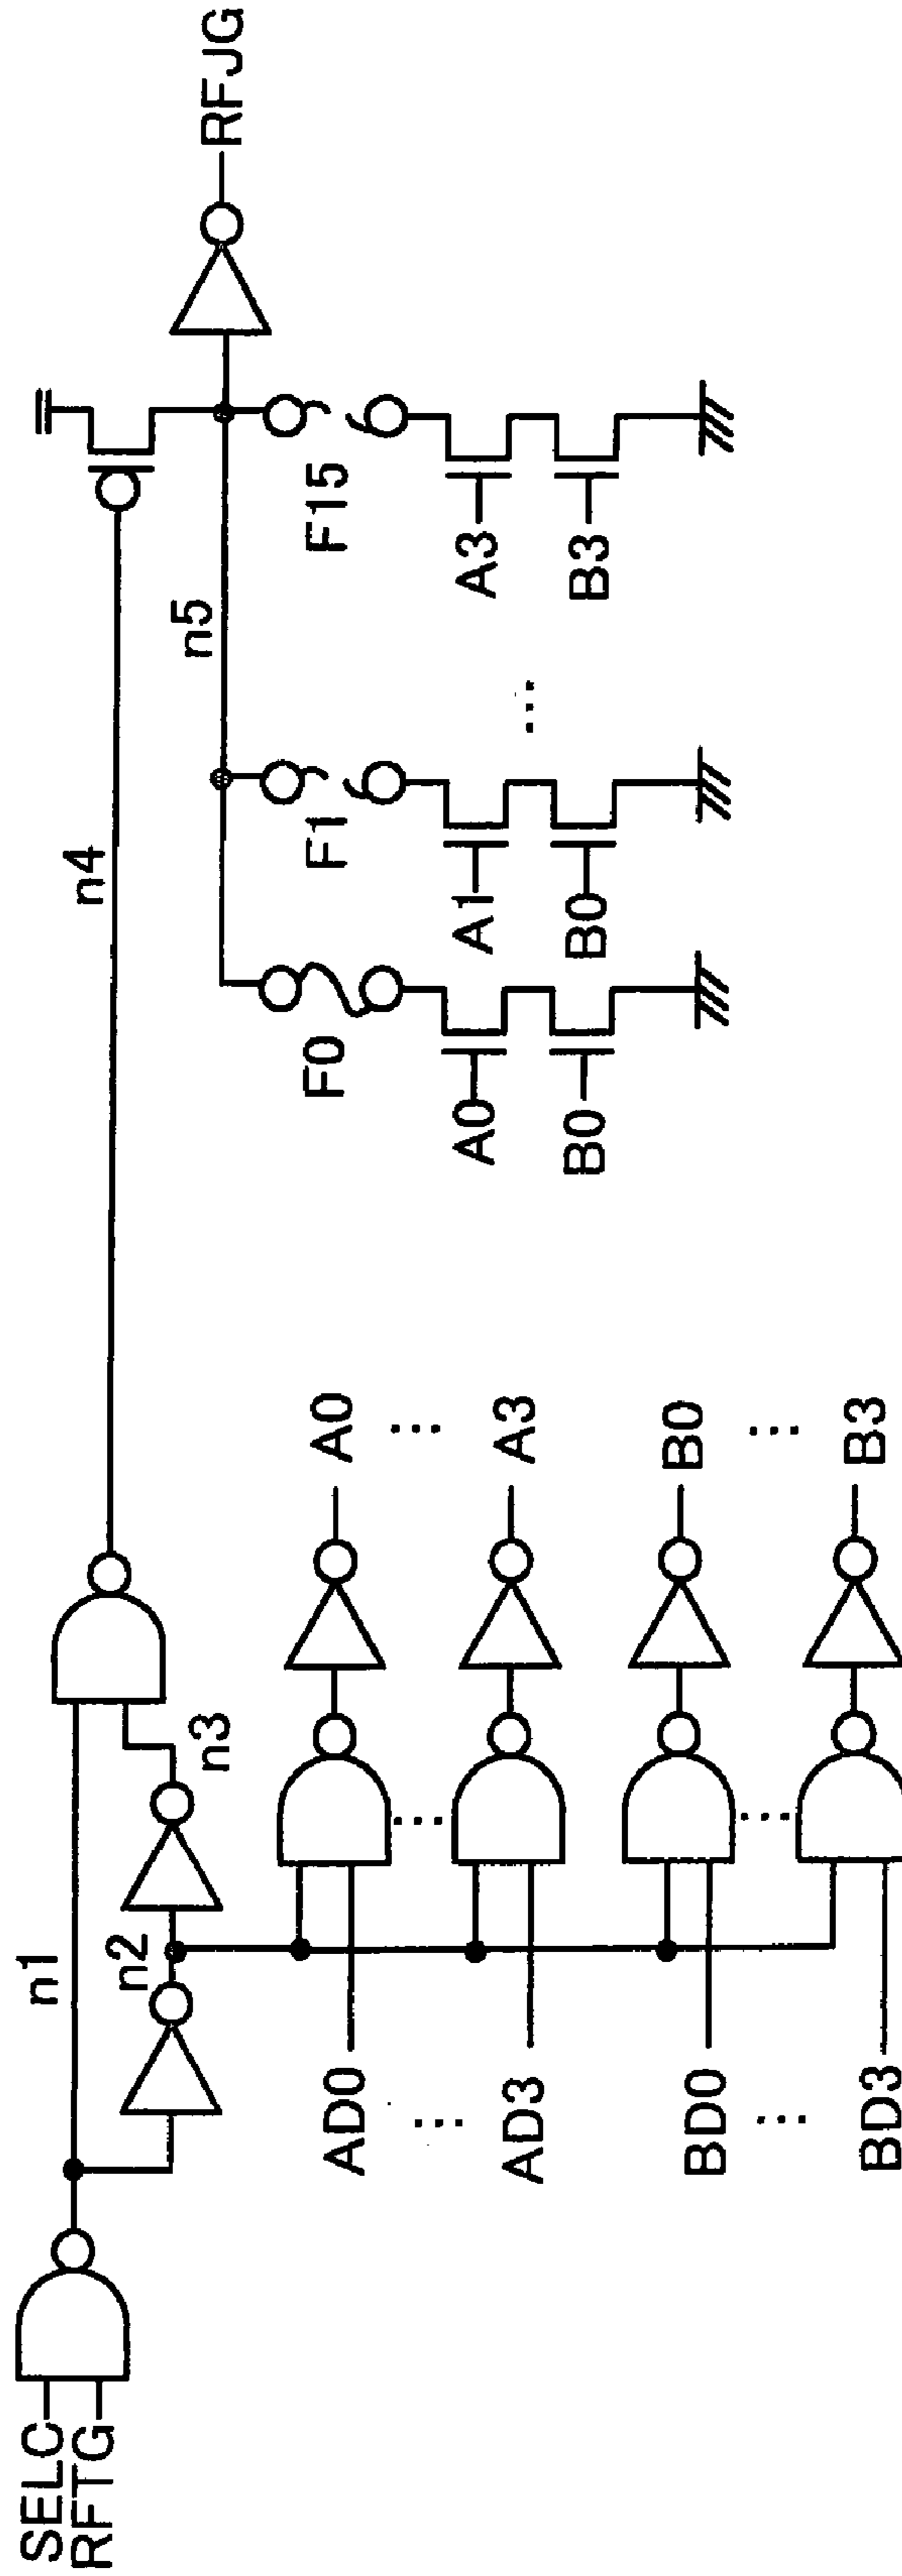 SELC
RFTG
n1
n2
n3
n4
n5
RFJG
F0
F1
F15
A0
B0
A1
B0
...
A3
B3
AD0
...
AD3
BD0
...
BD3
...
...
A0
...
A3
B0
...
B3